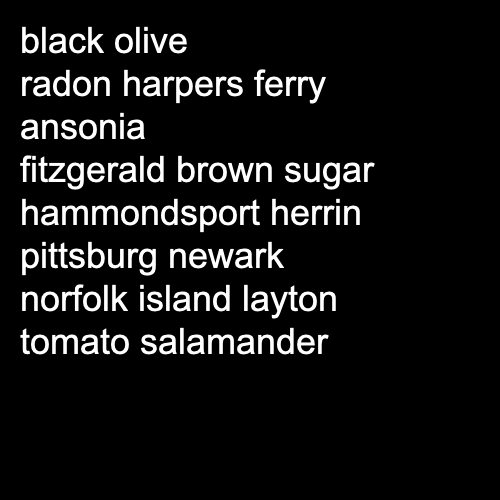 black olive
radon harpers ferry
ansonia
fitzgerald brown sugar
hammondsport herrin
pittsburg newark
norfolk island layton
tomato salamander